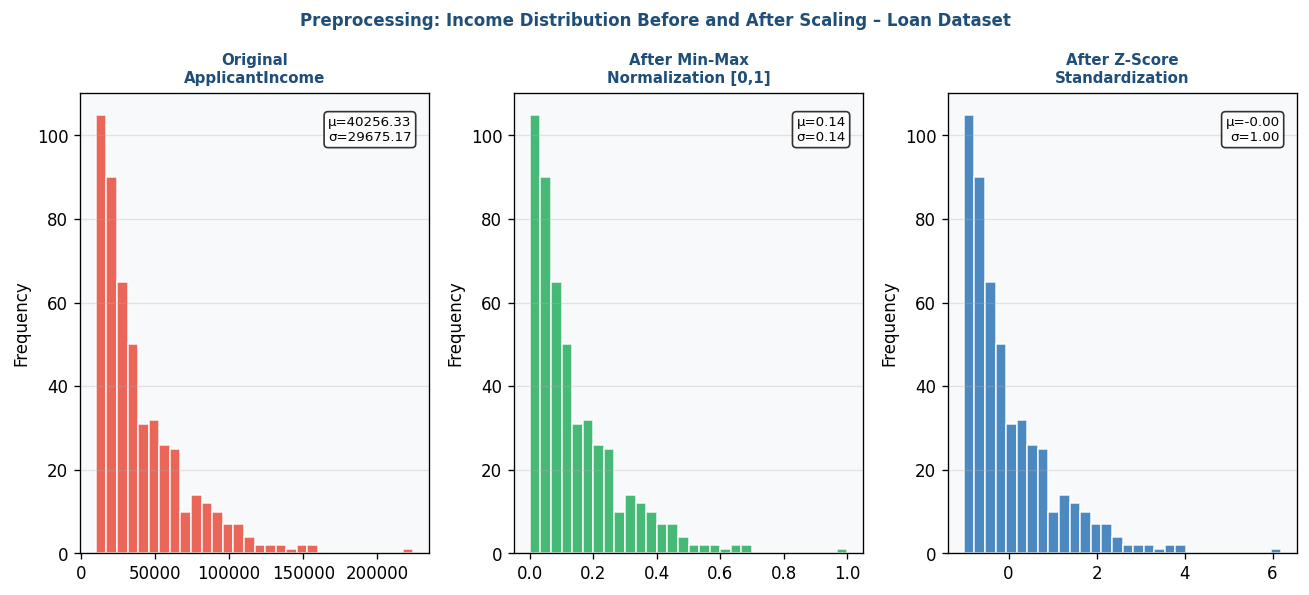 Preprocessing: Income Distribution Before and After Scaling – Loan Dataset
Original
ApplicantIncome
μ=40256.33
σ=29675.17
Frequency
100
80
60
40
20
0
0 50000 100000 150000 200000
After Min-Max
Normalization [0,1]
μ=0.14
σ=0.14
Frequency
100
80
60
40
20
0
0.0 0.2 0.4 0.6 0.8 1.0
After Z-Score
Standardization
μ=-0.00
σ=1.00
Frequency
100
80
60
40
20
0
0 2 4 6